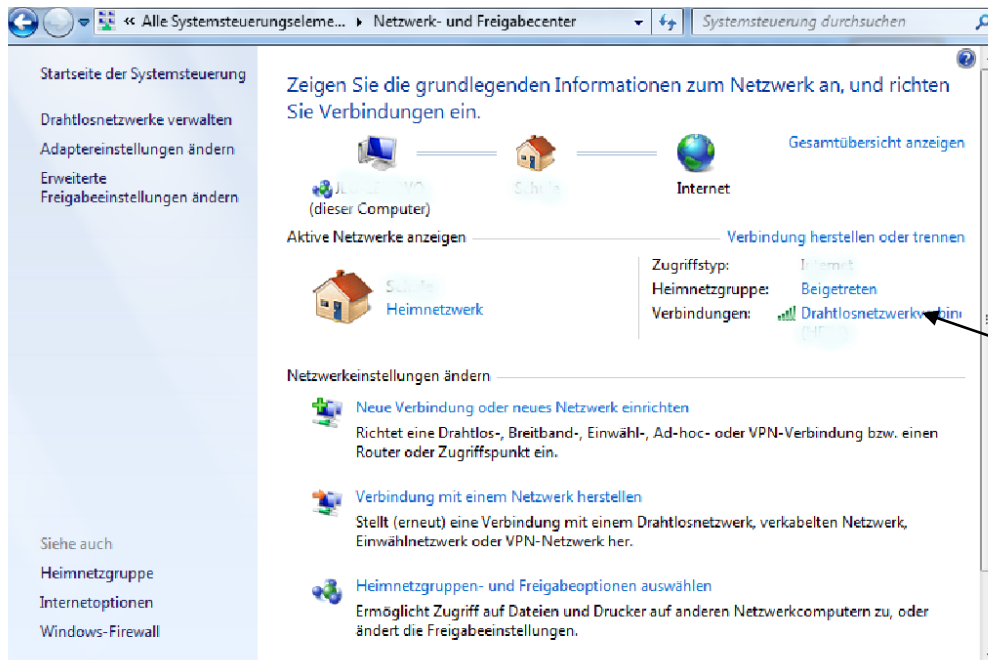 « Alle Systemsteuerungseleme... ▸ Netzwerk- und Freigabecenter
Systemsteuerung durchsuchen
Startseite der Systemsteuerung
Drahtlosnetzwerke verwalten
Adaptereinstellungen ändern
Erweiterte
Freigabeeinstellungen ändern
Siehe auch
Heimnetzgruppe
Internetoptionen
Windows-Firewall
Zeigen Sie die grundlegenden Informationen zum Netzwerk an, und richten
Sie Verbindungen ein.
Gesamtübersicht anzeigen
Internet
(dieser Computer)
Aktive Netzwerke anzeigen
Verbindung herstellen oder trennen
Heimnetzwerk
Zugriffstyp: Internet
Heimnetzgruppe: Beigetreten
Verbindungen: Drahtlosnetzwerkverbin
Netzwerkeinstellungen ändern
Neue Verbindung oder neues Netzwerk einrichten
Richtet eine Drahtlos-, Breitband-, Einwähl-, Ad-hoc- oder VPN-Verbindung bzw. einen
Router oder Zugriffspunkt ein.
Verbindung mit einem Netzwerk herstellen
Stellt (erneut) eine Verbindung mit einem Drahtlosnetzwerk, verkabelten Netzwerk,
Einwählnetzwerk oder VPN-Netzwerk her.
Heimnetzgruppen- und Freigabeoptionen auswählen
Ermöglicht Zugriff auf Dateien und Drucker auf anderen Netzwerkcomputern zu, oder
ändert die Freigabeeinstellungen.